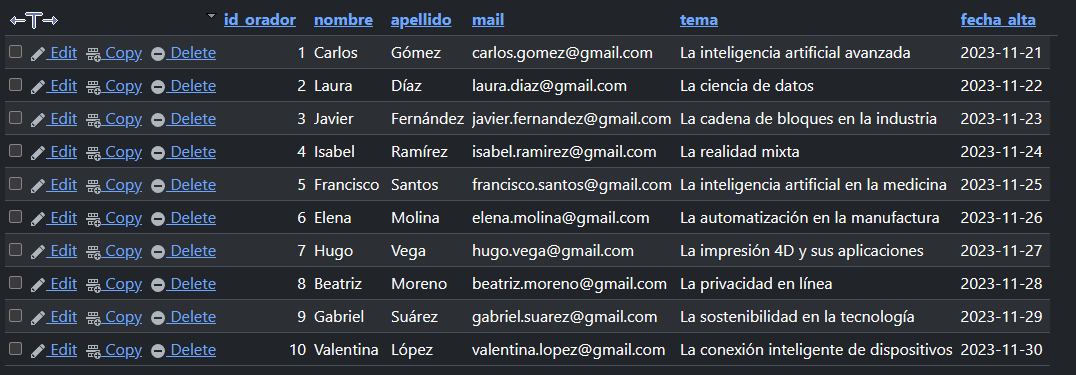 id_orador nombre apellido mail tema fecha_alta
Edit Copy Delete 1 Carlos Gómez carlos.gomez@gmail.com La inteligencia artificial avanzada 2023-11-21
Edit Copy Delete 2 Laura Díaz laura.diaz@gmail.com La ciencia de datos 2023-11-22
Edit Copy Delete 3 Javier Fernández javier.fernandez@gmail.com La cadena de bloques en la industria 2023-11-23
Edit Copy Delete 4 Isabel Ramírez isabel.ramirez@gmail.com La realidad mixta 2023-11-24
Edit Copy Delete 5 Francisco Santos francisco.santos@gmail.com La inteligencia artificial en la medicina 2023-11-25
Edit Copy Delete 6 Elena Molina elena.molina@gmail.com La automatización en la manufactura 2023-11-26
Edit Copy Delete 7 Hugo Vega hugo.vega@gmail.com La impresión 4D y sus aplicaciones 2023-11-27
Edit Copy Delete 8 Beatriz Moreno beatriz.moreno@gmail.com La privacidad en línea 2023-11-28
Edit Copy Delete 9 Gabriel Suárez gabriel.suarez@gmail.com La sostenibilidad en la tecnología 2023-11-29
Edit Copy Delete 10 Valentina López valentina.lopez@gmail.com La conexión inteligente de dispositivos 2023-11-30